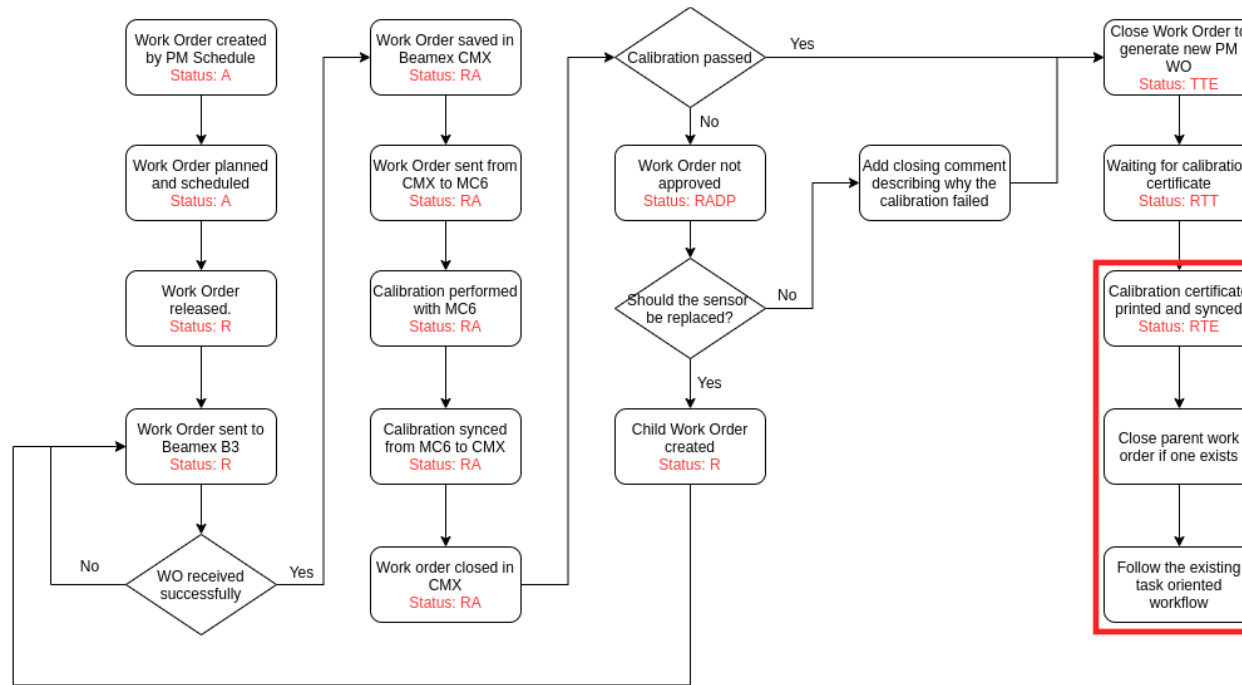 Work Order created
by PM Schedule
Status: A
Work Order planned
and scheduled
Status: A
Work Order
released.
Status: R
Work Order sent to
Beamex B3
Status: R
WO received
successfully
No
Yes
Work Order saved in
Beamex CMX
Status: RA
Work Order sent from
CMX to MC6
Status: RA
Calibration performed
with MC6
Status: RA
Calibration synced
from MC6 to CMX
Status: RA
Work order closed in
CMX
Status: RA
Calibration passed
Yes
No
Work Order not
approved
Status: RADP
Should the sensor
be replaced?
No
Yes
Child Work Order
created
Status: R
Add closing comment
describing why the
calibration failed
Close Work Order to
generate new PM
WO
Status: TTE
Waiting for calibration
certificate
Status: RTT
Calibration certificate
printed and synced
Status: RTE
Close parent work
order if one exists
Follow the existing
task oriented
workflow